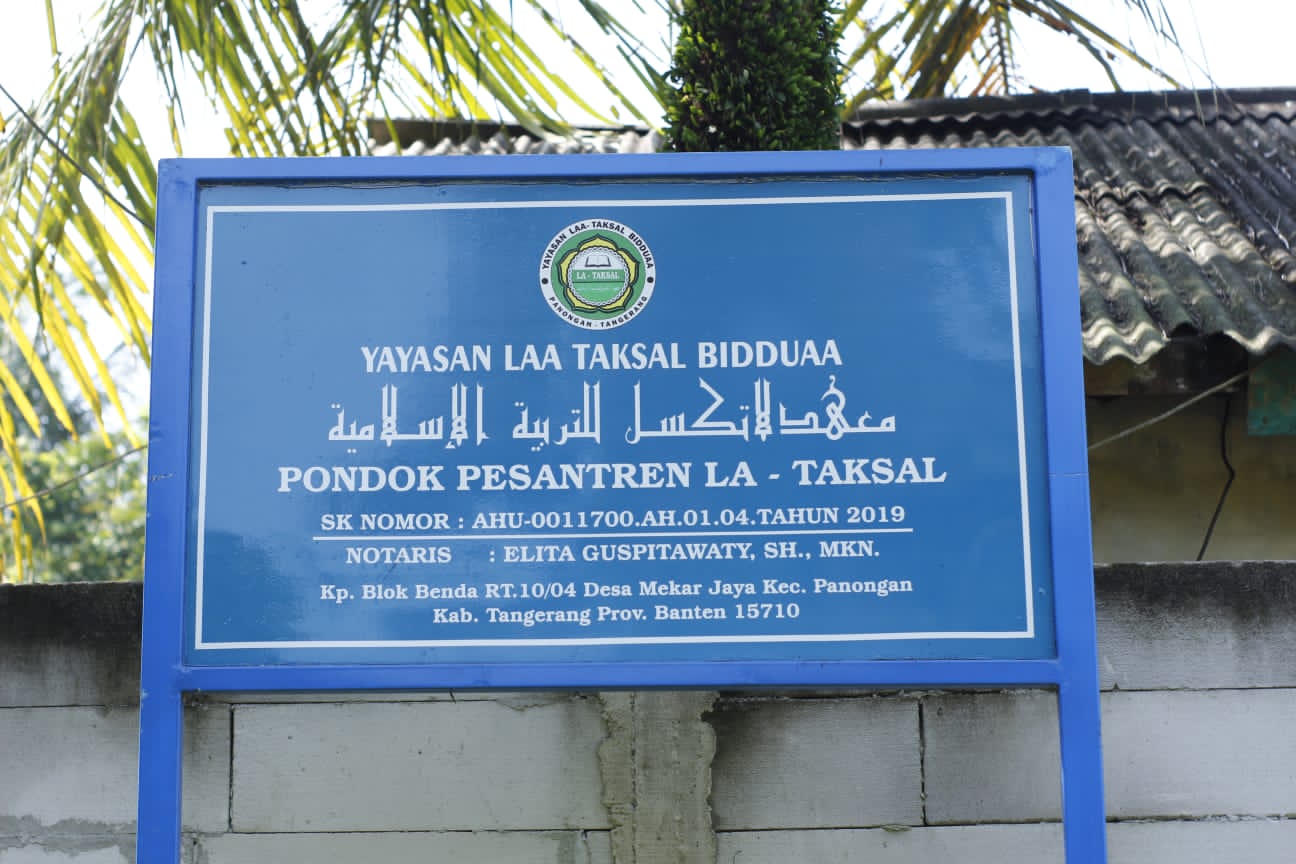 YAYASAN LAA-TAKSAL BIDDUAA
LA - TAKSAL
PANONGAN-TANGERANG
YAYASAN LAA TAKSAL BIDDUAA
معهد لاتكسل للتربية الإسلامية
PONDOK PESANTREN LA - TAKSAL
SK NOMOR : AHU-0011700.AH.01.04.TAHUN 2019
NOTARIS : ELITA GUSPITAWATY, SH., MKN.
Kp. Blok Benda RT.10/04 Desa Mekar Jaya Kec. Panongan
Kab. Tangerang Prov. Banten 15710